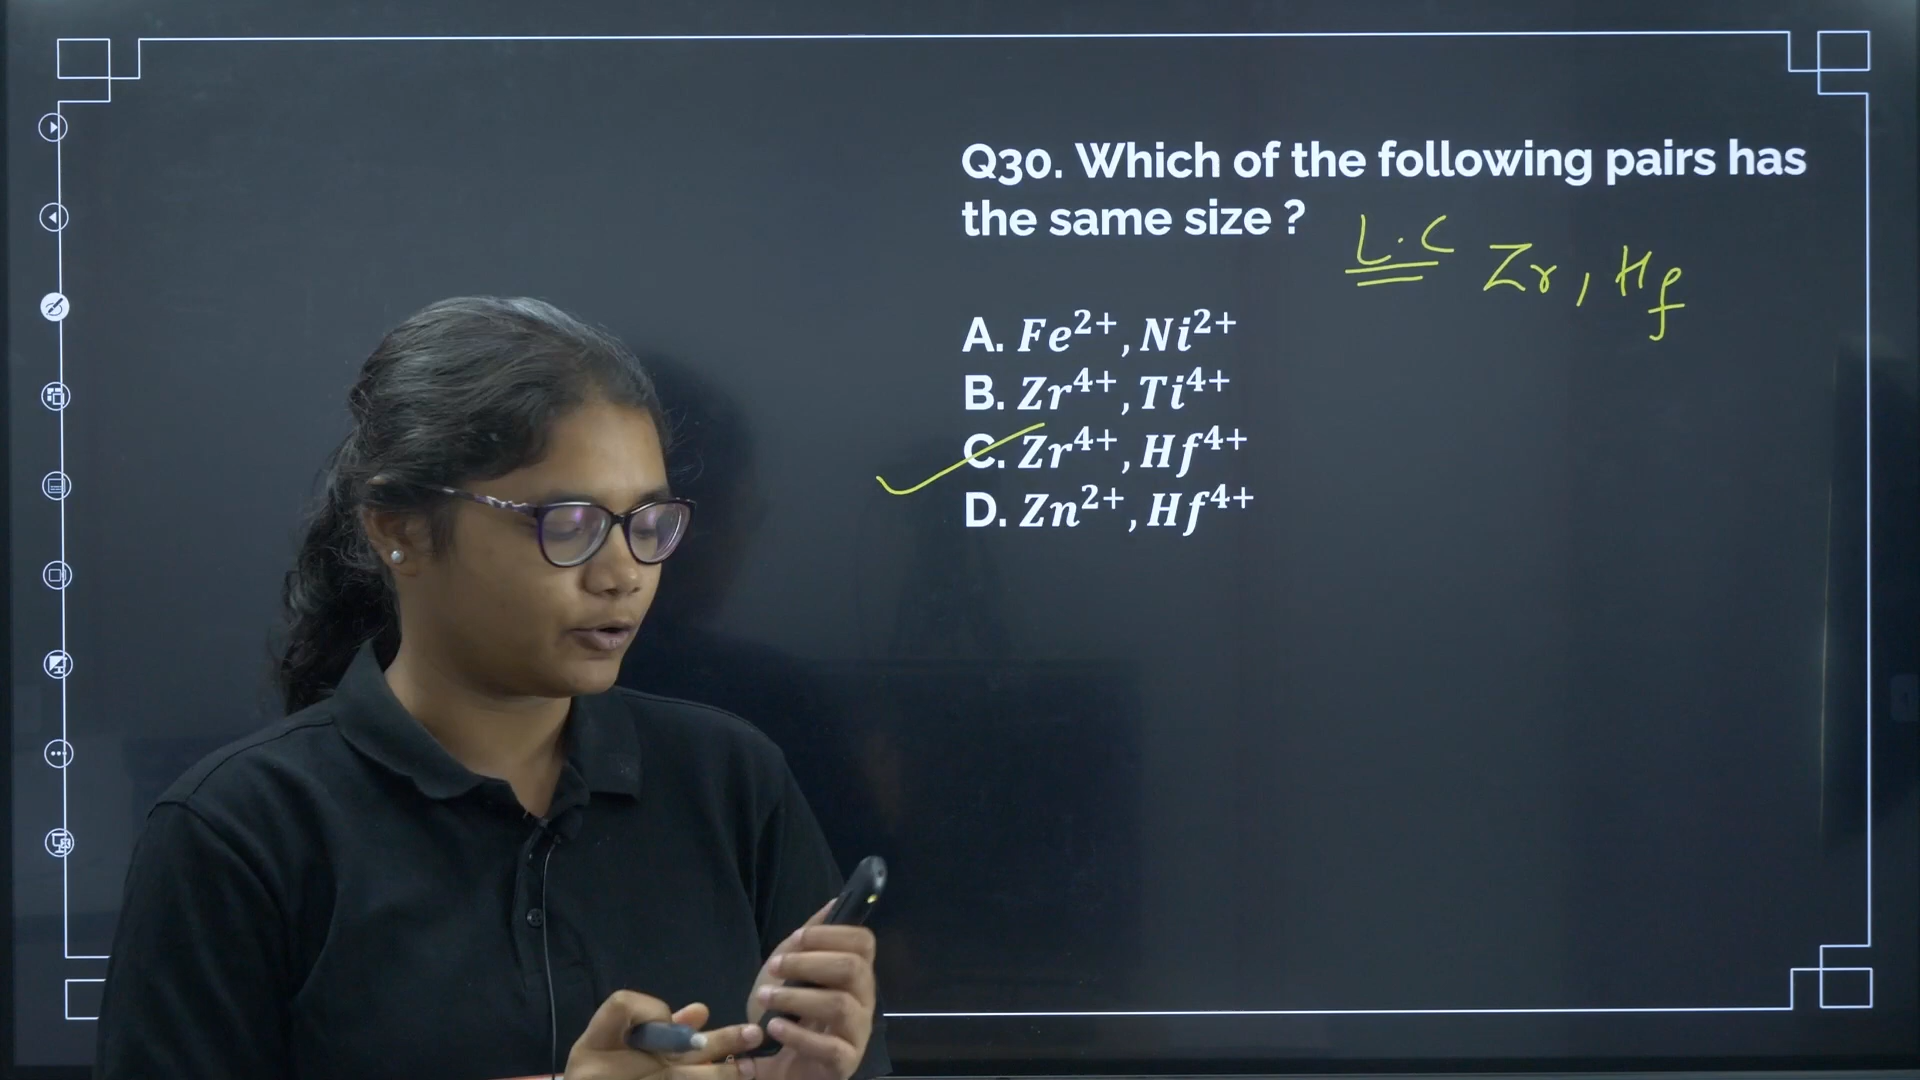 Q30. Which of the following pairs has
the same size ?
L.C Zr, Hf
A. Fe²⁺, Ni²⁺
B. Zr⁴⁺, Ti⁴⁺
C. Zr⁴⁺, Hf⁴⁺
D. Zn²⁺, Hf⁴⁺